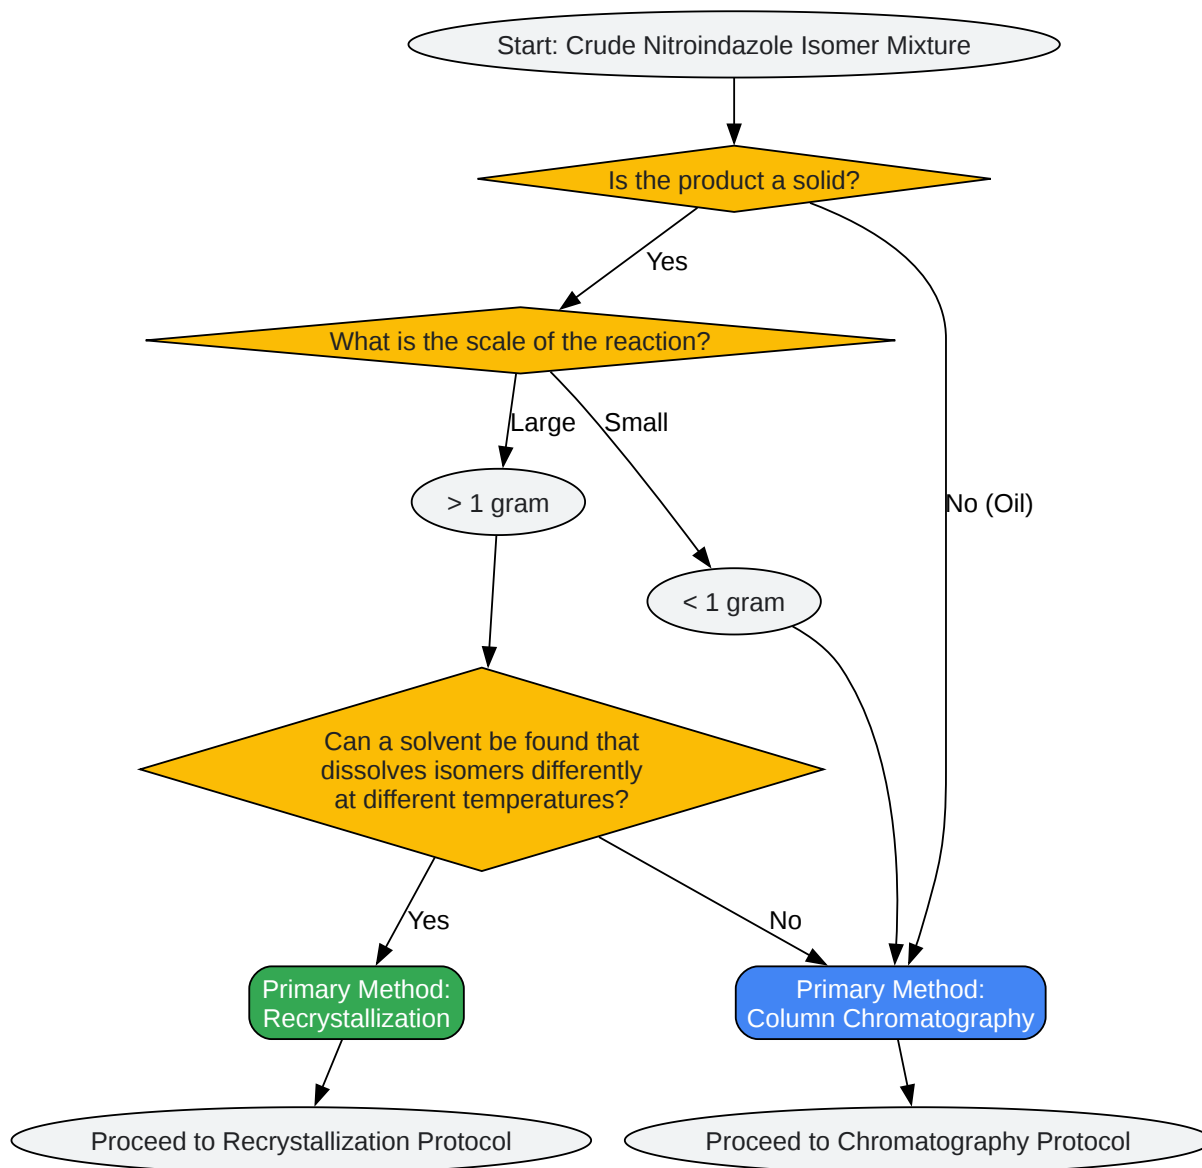 Start: Crude Nitroindazole Isomer Mixture
Is the product a solid?
Yes
What is the scale of the reaction?
Large
Small
> 1 gram
No (Oil)
< 1 gram
Can a solvent be found that
dissolves isomers differently
at different temperatures?
Yes
No
Primary Method:
Recrystallization
Primary Method:
Column Chromatography
Proceed to Recrystallization Protocol
Proceed to Chromatography Protocol